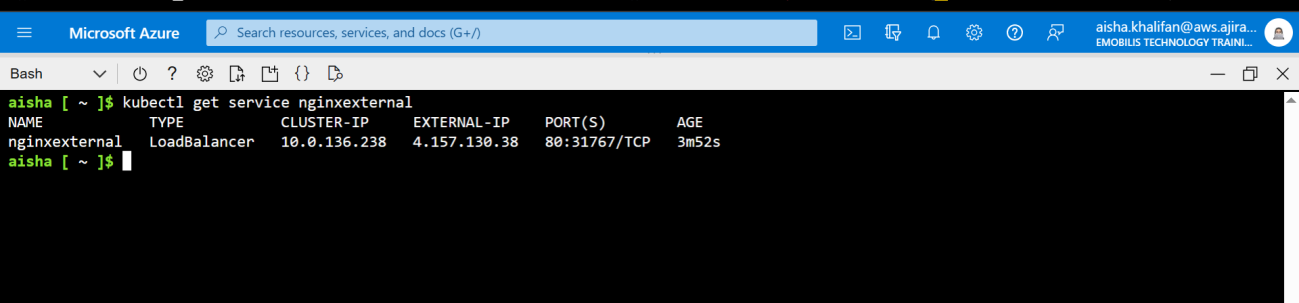 Microsoft Azure
Search resources, services, and docs (G+/)
aisha.khalifan@aws.ajira...
EMOBILIS TECHNOLOGY TRAINI...
Bash
aisha [ ~ ]$ kubectl get service nginxexternal
NAME TYPE CLUSTER-IP EXTERNAL-IP PORT(S) AGE
nginxexternal LoadBalancer 10.0.136.238 4.157.130.38 80:31767/TCP 3m52s
aisha [ ~ ]$